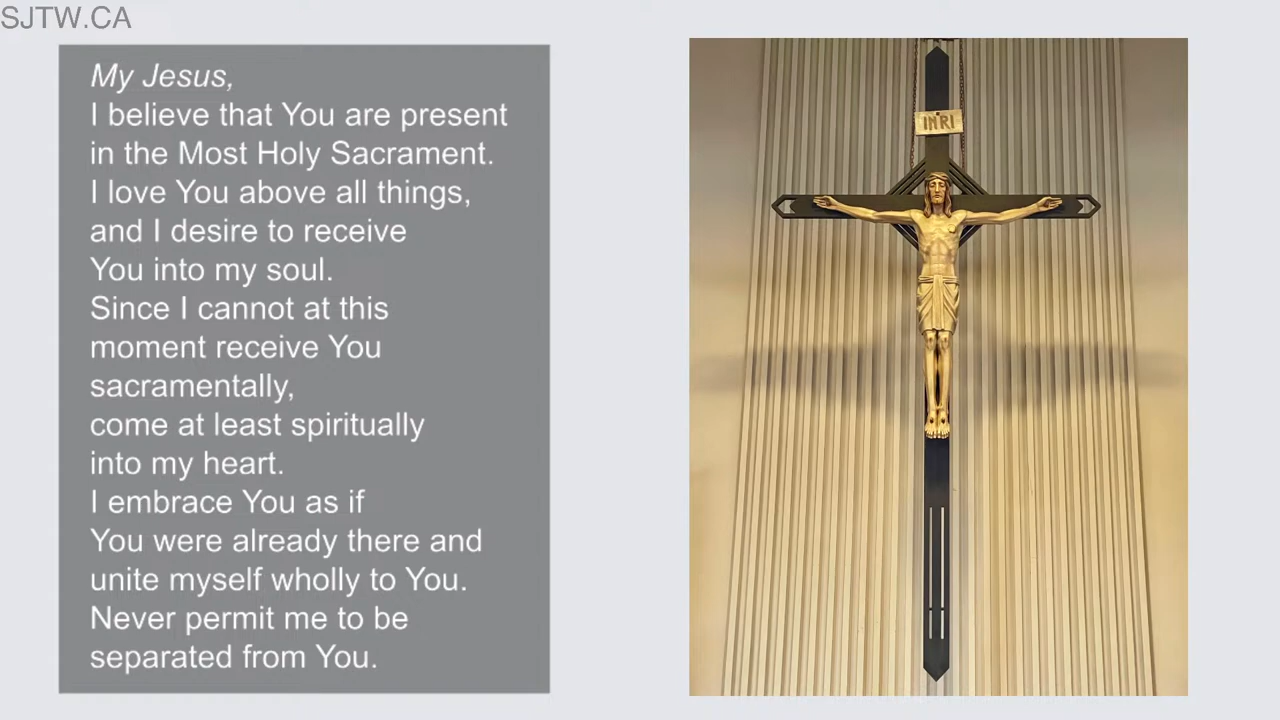 SJTW.CA
My Jesus,
I believe that You are present
in the Most Holy Sacrament.
I love You above all things,
and I desire to receive
You into my soul.
Since I cannot at this
moment receive You
sacramentally,
come at least spiritually
into my heart.
I embrace You as if
You were already there and
unite myself wholly to You.
Never permit me to be
separated from You.
INRI